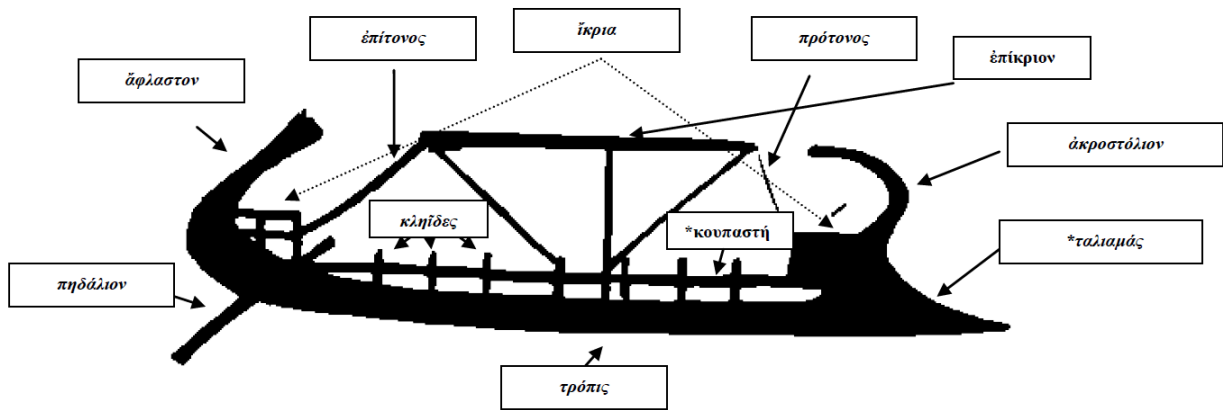 ἐπίτονος
ἴκρια
πρότονος
ἐπίκριον
ἄφλαστον
ἀκροστόλιον
κληῖδες
*κουπαστή
*ταλιαμάς
πηδάλιον
τρόπις